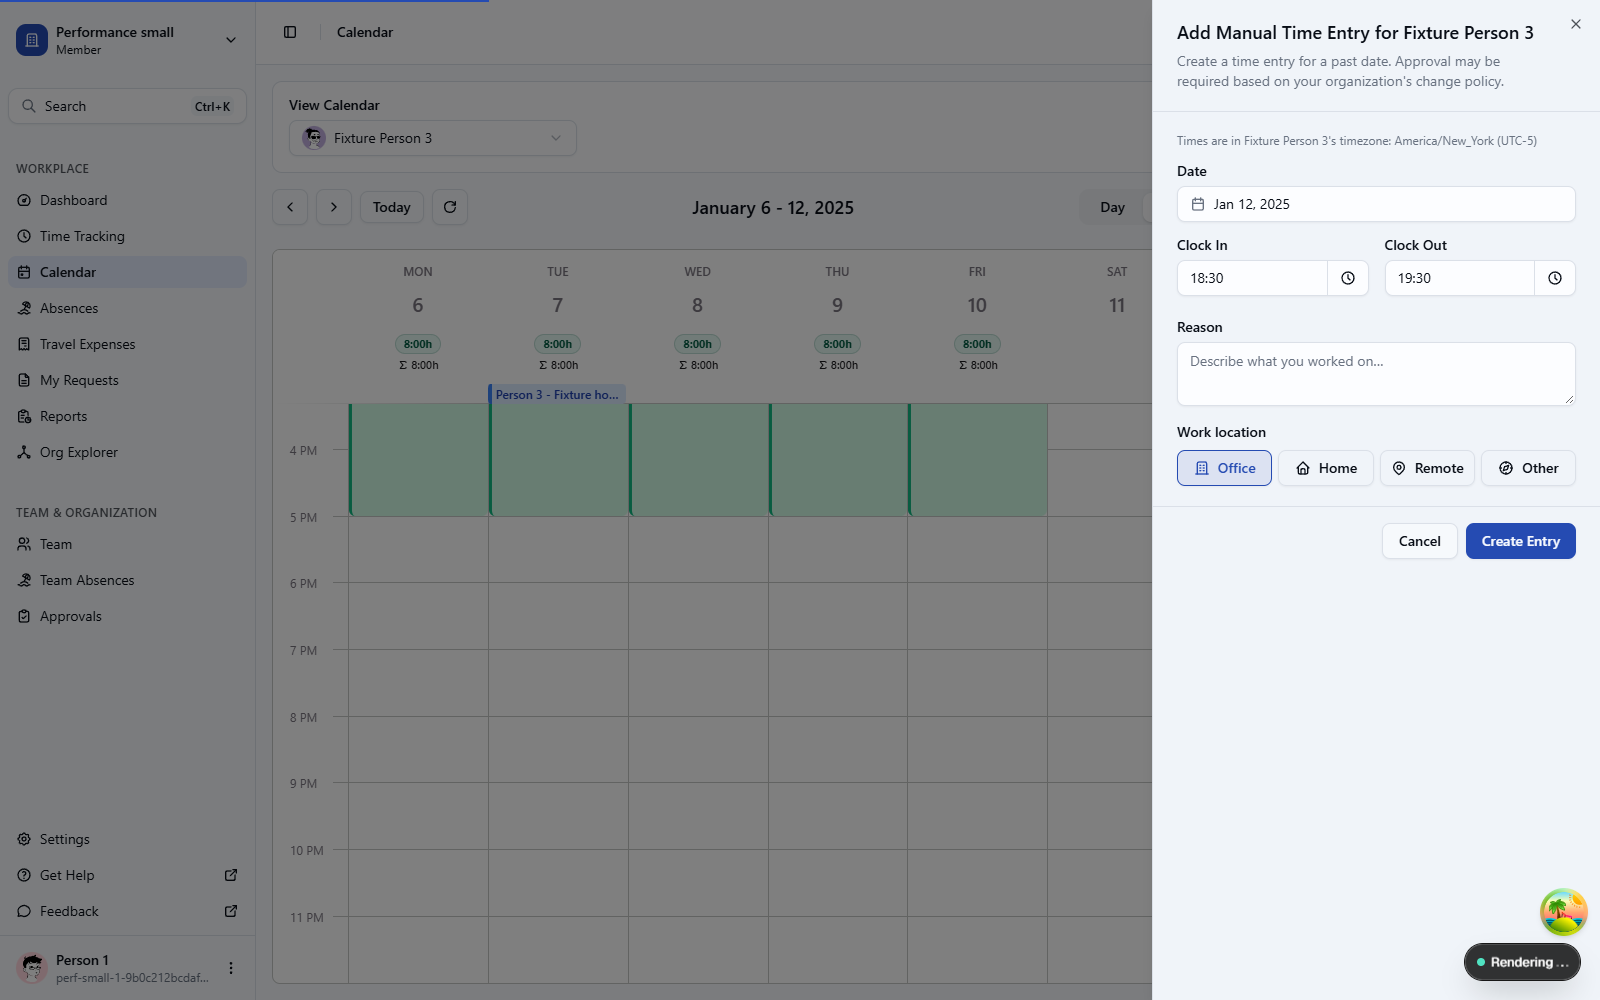 Performance small
Member
Search
Ctrl+K
WORKPLACE
Dashboard
Time Tracking
Calendar
Absences
Travel Expenses
My Requests
Reports
Org Explorer
TEAM & ORGANIZATION
Team
Team Absences
Approvals
Settings
Get Help
Feedback
Person 1
perf-small-1-9b0c212bcdaf...
Calendar
View Calendar
Fixture Person 3
Today
January 6 - 12, 2025
Day
MON TUE WED THU FRI SAT
6 7 8 9 10 11
8:00h 8:00h 8:00h 8:00h 8:00h
Σ 8:00h Σ 8:00h Σ 8:00h Σ 8:00h Σ 8:00h
Person 3 - Fixture ho...
4 PM
5 PM
6 PM
7 PM
8 PM
9 PM
10 PM
11 PM
Add Manual Time Entry for Fixture Person 3
Create a time entry for a past date. Approval may be
required based on your organization's change policy.
Times are in Fixture Person 3's timezone: America/New_York (UTC-5)
Date
Jan 12, 2025
Clock In Clock Out
18:30 19:30
Reason
Describe what you worked on...
Work location
Office Home Remote Other
Cancel Create Entry
Rendering ...